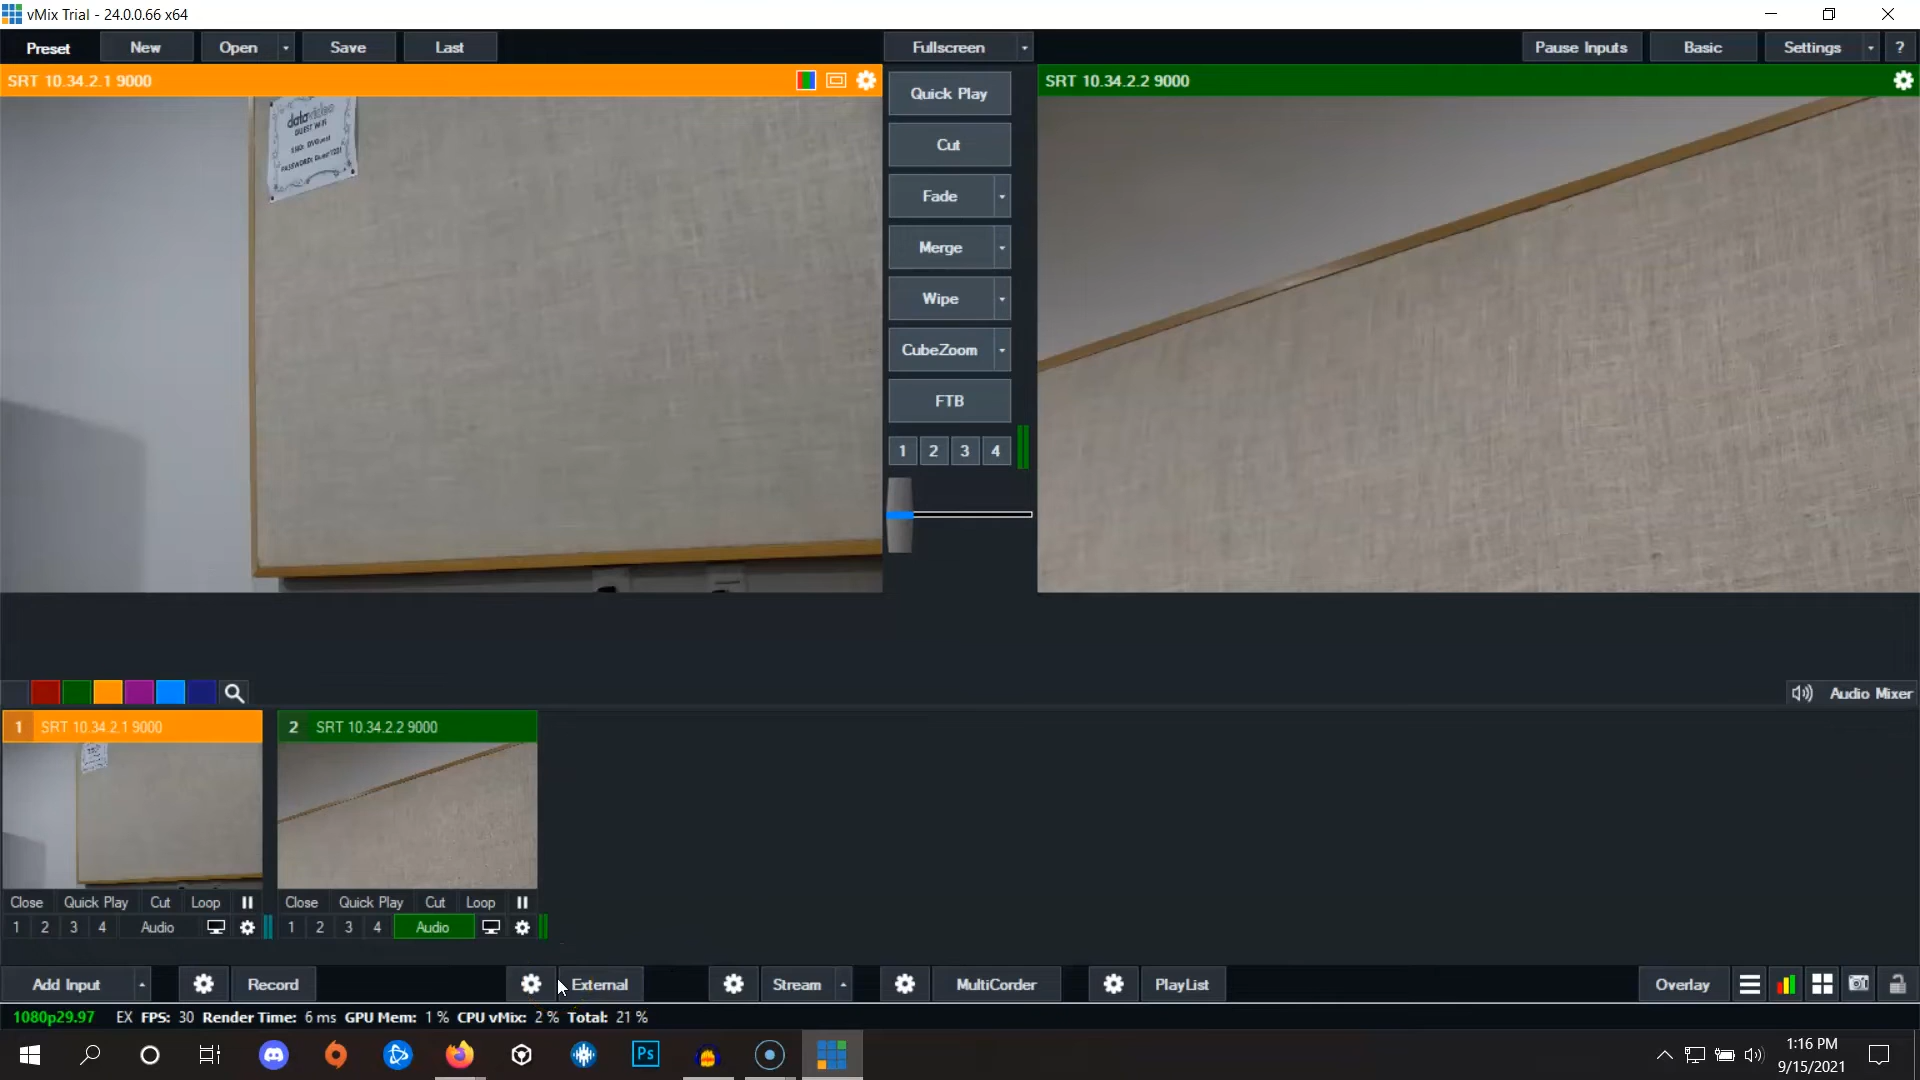 vMix Trial - 24.0.0.66 x64
Preset
New
Open
Save
Last
Fullscreen
Pause Inputs
Basic
Settings
?
SRT 10.34.2.1 9000
SRT 10.34.2.2 9000
datavideo
GUEST WIFI
Quick Play
Cut
Fade
Merge
Wipe
CubeZoom
FTB
1 2 3 4
Audio Mixer
1 SRT 10.34.2.1 9000
2 SRT 10.34.2.2 9000
Close Quick Play Cut Loop
Close Quick Play Cut Loop
1 2 3 4 Audio
1 2 3 4 Audio
Add Input
Record
External
Stream
MultiCorder
PlayList
Overlay
1080p29.97 EX FPS: 30 Render Time: 6 ms GPU Mem: 1 % CPU vMix: 2 % Total: 21 %
Ps
1:16 PM
9/15/2021